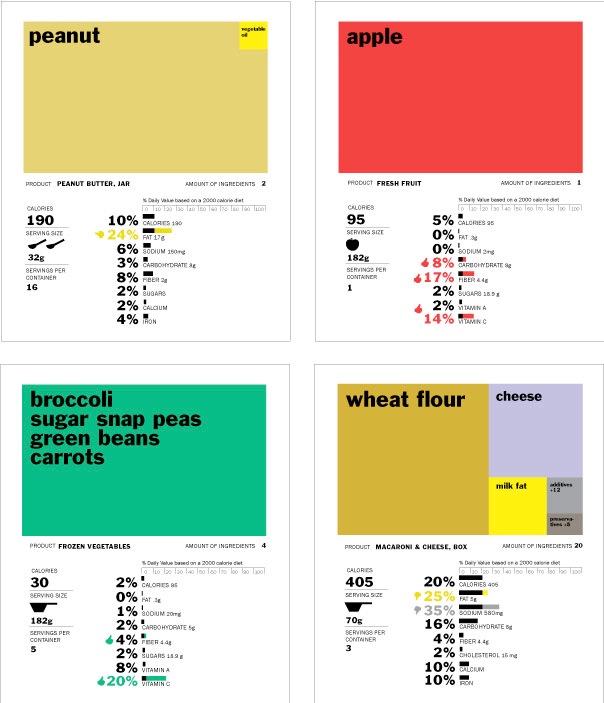 peanut
vegetable
oil
PRODUCT PEANUT BUTTER, JAR AMOUNT OF INGREDIENTS 2
% Daily Value based on a 2000 calorie diet
0 10 20 30 40 50 60 70 80 90 100
CALORIES
190
SERVING SIZE
32g
SERVINGS PER
CONTAINER
16
10% CALORIES 190
24% FAT 17g
6% SODIUM 150mg
3% CARBOHYDRATE 8g
8% FIBER 2g
2% SUGARS
2% CALCIUM
4% IRON
apple
PRODUCT FRESH FRUIT AMOUNT OF INGREDIENTS 1
% Daily Value based on a 2000 calorie diet
0 10 20 30 40 50 60 70 80 90 100
CALORIES
95
SERVING SIZE
182g
SERVINGS PER
CONTAINER
1
5% CALORIES 95
0% FAT .3g
0% SODIUM 2mg
8% CARBOHYDRATE 8g
17% FIBER 4.4g
2% SUGARS 18.9 g
2% VITAMIN A
14% VITAMIN C
broccoli
sugar snap peas
green beans
carrots
PRODUCT FROZEN VEGETABLES AMOUNT OF INGREDIENTS 4
% Daily Value based on a 2000 calorie diet
0 10 20 30 40 50 60 70 80 90 100
CALORIES
30
SERVING SIZE
182g
SERVINGS PER
CONTAINER
5
2% CALORIES 95
0% FAT .3g
1% SODIUM 20mg
2% CARBOHYDRATE 5g
4% FIBER 4.4g
2% SUGARS 18.9 g
8% VITAMIN A
20% VITAMIN C
wheat flour
cheese
milk fat
additives
+12
preserva-
tives +5
PRODUCT MACARONI & CHEESE, BOX AMOUNT OF INGREDIENTS 20
% Daily Value based on a 2000 calorie diet
0 10 20 30 40 50 60 70 80 90 100
CALORIES
405
SERVING SIZE
70g
SERVINGS PER
CONTAINER
3
20% CALORIES 405
25% FAT 5g
35% SODIUM 580mg
16% CARBOHYDRATE 8g
4% FIBER 4.4g
2% CHOLESTEROL 15 mg
10% CALCIUM
10% IRON